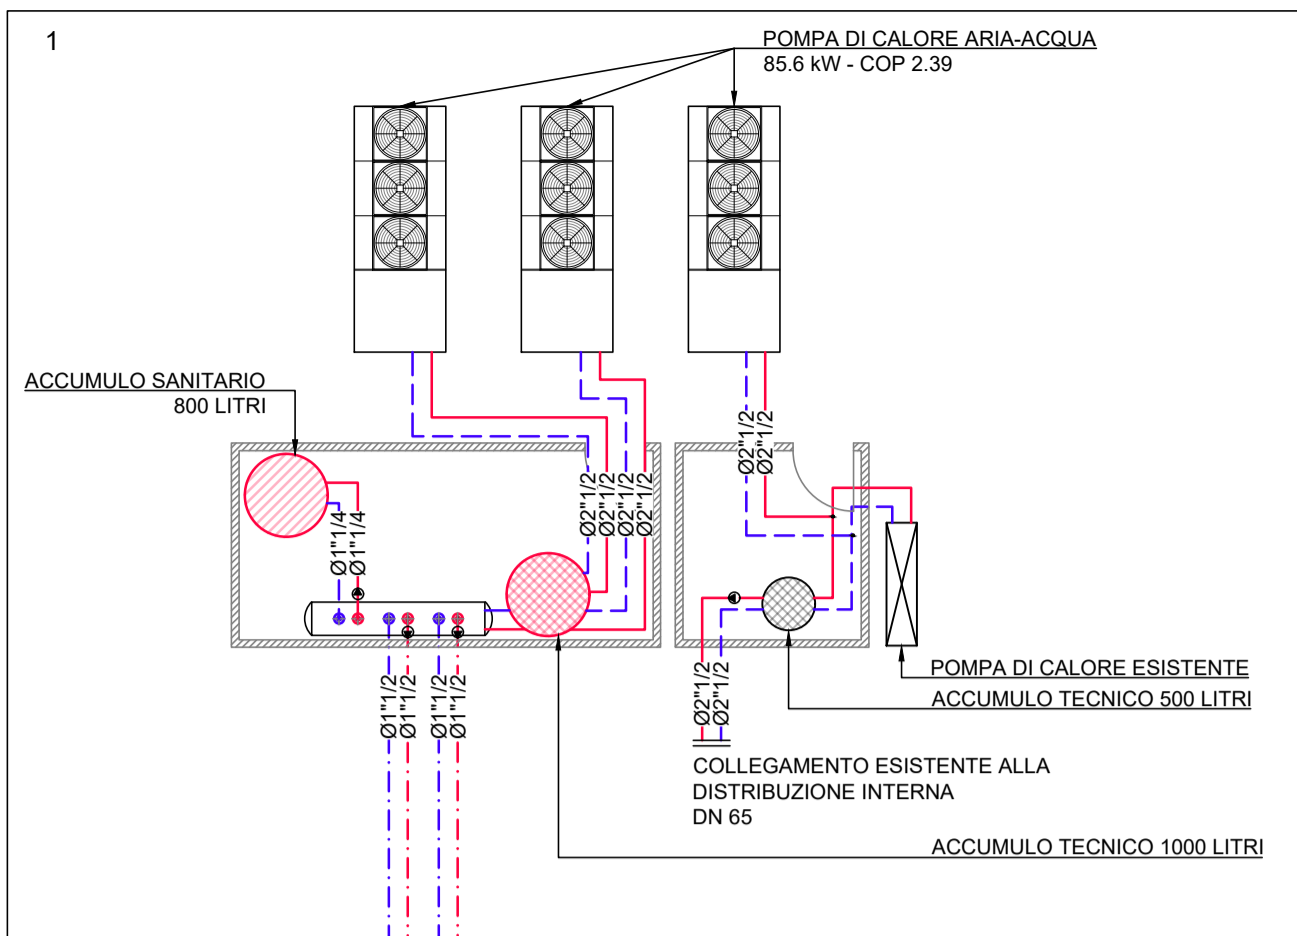 1
POMPA DI CALORE ARIA-ACQUA
85.6 kW - COP 2.39
ACCUMULO SANITARIO
800 LITRI
Ø2"1/2
Ø2"1/2
Ø2"1/2
Ø2"1/2
Ø2"1/2
Ø2"1/2
Ø1"1/4
Ø1"1/4
Ø1"1/2
Ø1"1/2
Ø1"1/2
Ø1"1/2
Ø2"1/2
Ø2"1/2
POMPA DI CALORE ESISTENTE
ACCUMULO TECNICO 500 LITRI
COLLEGAMENTO ESISTENTE ALLA
DISTRIBUZIONE INTERNA
DN 65
ACCUMULO TECNICO 1000 LITRI